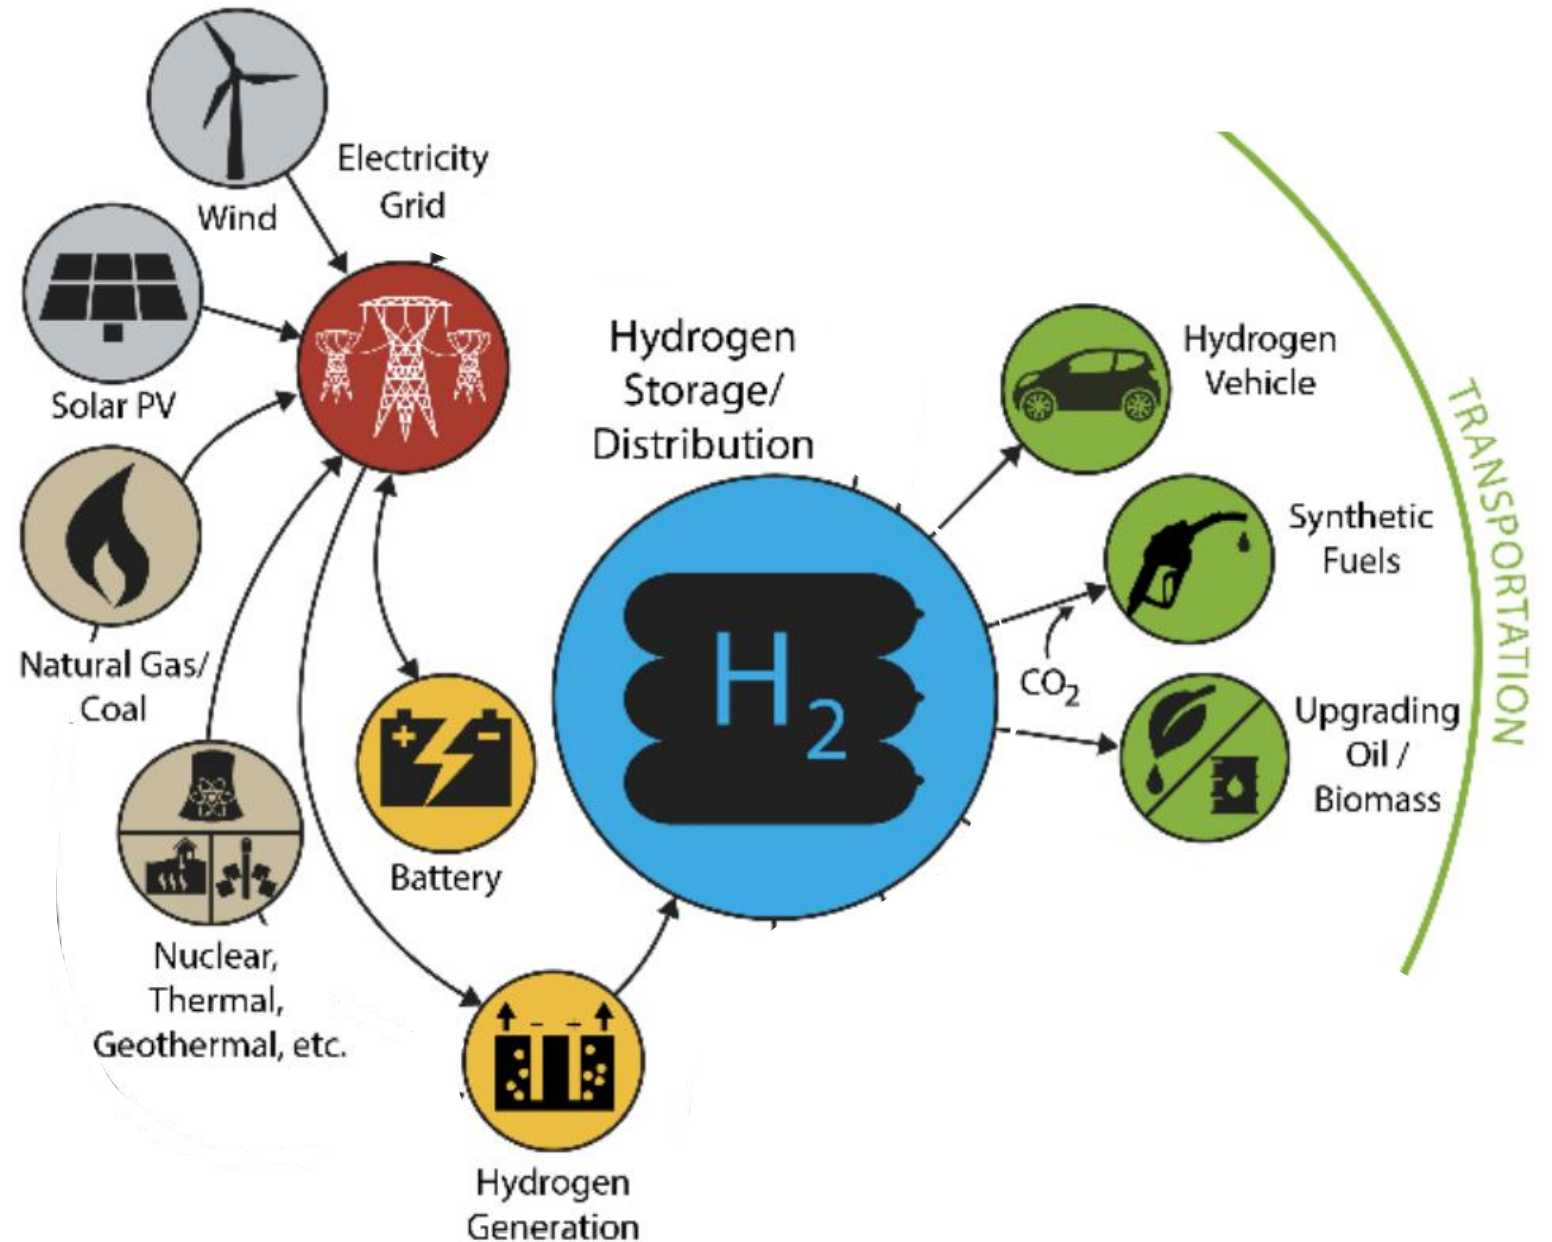 Electricity
Grid
Wind
Solar PV
Natural Gas/
Coal
Nuclear,
Thermal,
Geothermal, etc.
+ -
Battery
- +
Hydrogen
Generation
Hydrogen
Storage/
Distribution
H2
Hydrogen
Vehicle
Synthetic
Fuels
CO2
Upgrading
Oil /
Biomass
TRANSPORTATION